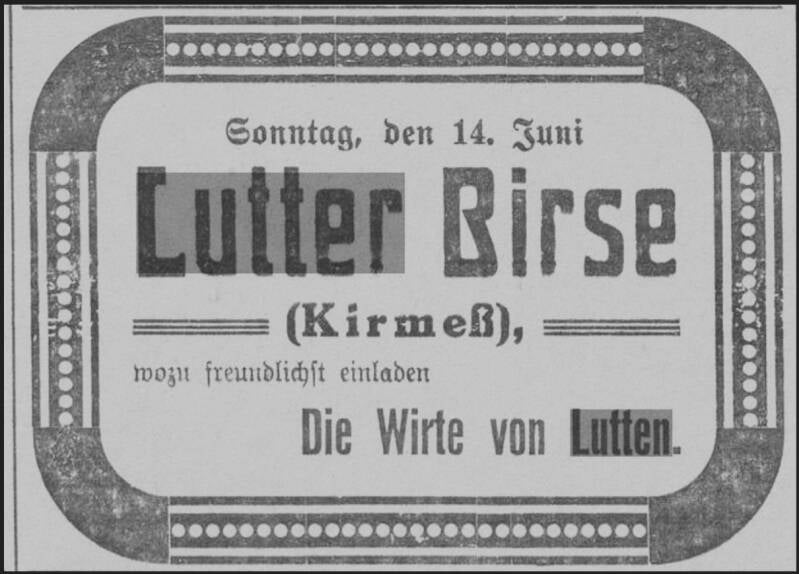 Sonntag, den 14. Juni
Lutter Birse
(Kirmeß),
wozu freundlichst einladen
Die Wirte von Lutten.